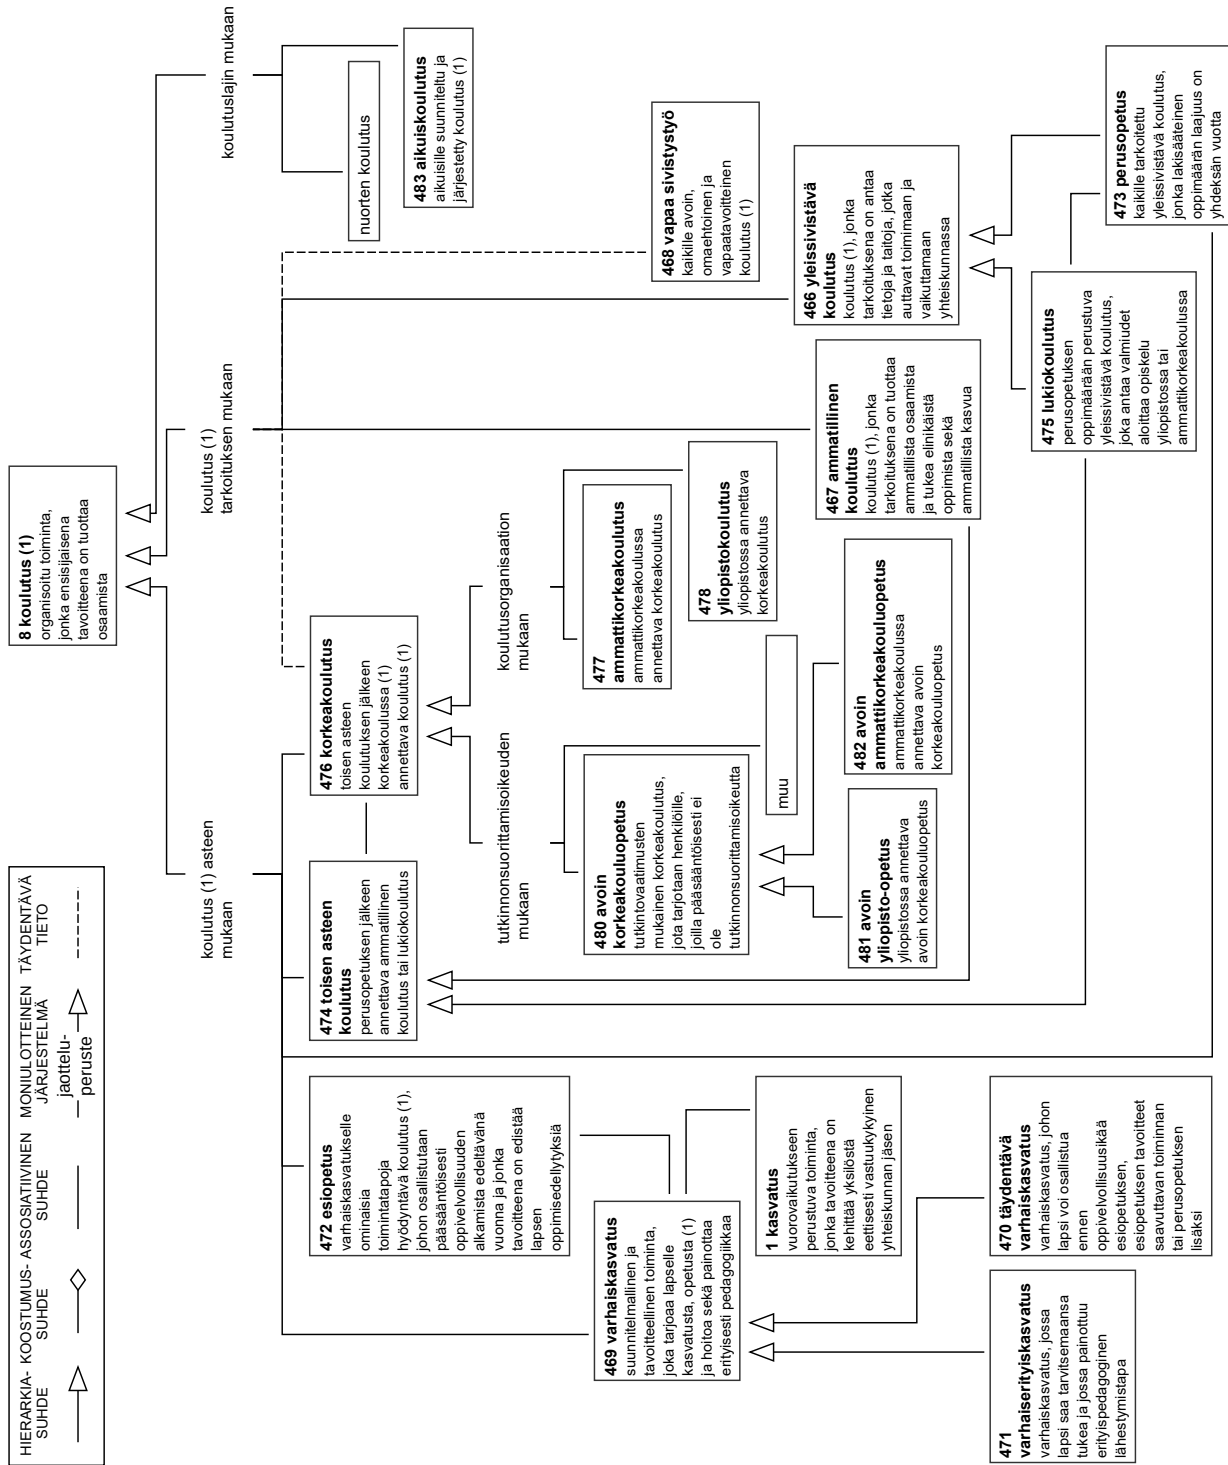 HIERARKIA-
SUHDE
KOOSTUMUS-
SUHDE
ASSOSIATIIVINEN
SUHDE
MONIULOTTEINEN
JÄRJESTELMÄ
jaottelu-
peruste
TÄYDENTÄVÄ
TIETO
8 koulutus (1)
organisoitu toiminta,
jonka ensisijaisena
tavoitteena on tuottaa
osaamista
koulutus (1) asteen
mukaan
koulutus (1)
tarkoituksen mukaan
koulutuslajin mukaan
472 esiopetus
varhaiskasvatukselle
ominaisia
toimintatapoja
hyödyntävä koulutus (1),
johon osallistutaan
pääsääntöisesti
oppivelvollisuuden
alkamista edeltävänä
vuonna ja jonka
tavoitteena on edistää
lapsen
oppimisedellytyksiä
474 toisen asteen
koulutus
perusopetuksen jälkeen
annettava ammatillinen
koulutus tai lukiokoulutus
476 korkeakoulutus
toisen asteen
koulutuksen jälkeen
korkeakoulussa (1)
annettava koulutus (1)
nuorten koulutus
483 aikuiskoulutus
aikuisille suunniteltu ja
järjestetty koulutus (1)
tutkinnonsuorittamisoikeuden
mukaan
koulutusorganisaation
mukaan
469 varhaiskasvatus
suunnitelmallinen ja
tavoitteellinen toiminta,
joka tarjoaa lapselle
kasvatusta, opetusta (1)
ja hoitoa sekä painottaa
erityisesti pedagogiikkaa
480 avoin
korkeakouluopetus
tutkintovaatimusten
mukainen korkeakoulutus,
jota tarjotaan henkilöille,
joilla pääsääntöisesti ei
ole
tutkinnonsuorittamisoikeutta
477
ammattikorkeakoulutus
ammattikorkeakoulussa
annettava korkeakoulutus
478
yliopistokoulutus
yliopistossa annettava
korkeakoulutus
468 vapaa sivistystyö
kaikille avoin,
omaehtoinen ja
vapaatavoitteinen
koulutus (1)
1 kasvatus
vuorovaikutukseen
perustuva toiminta,
jonka tavoitteena on
kehittää yksilöstä
eettisesti vastuukykyinen
yhteiskunnan jäsen
muu
467 ammatillinen
koulutus
koulutus (1), jonka
tarkoituksena on tuottaa
ammatillista osaamista
ja tukea elinikäistä
oppimista sekä
ammatillista kasvua
466 yleissivistävä
koulutus
koulutus (1), jonka
tarkoituksena on antaa
tietoja ja taitoja, jotka
auttavat toimimaan ja
vaikuttamaan
yhteiskunnassa
481 avoin
yliopisto-opetus
yliopistossa annettava
avoin korkeakouluopetus
482 avoin
ammattikorkeakouluopetus
ammattikorkeakoulussa
annettava avoin
korkeakouluopetus
471
varhaiserityiskasvatus
varhaiskasvatus, jossa
lapsi saa tarvitsemaansa
tukea ja jossa painottuu
erityispedagoginen
lähestymistapa
470 täydentävä
varhaiskasvatus
varhaiskasvatus, johon
lapsi voi osallistua
ennen
oppivelvollisuusikää
esiopetuksen,
esiopetuksen tavoitteet
saavuttavan toiminnan
tai perusopetuksen
lisäksi
475 lukiokoulutus
perusopetuksen
oppimäärään perustuva
yleissivistävä koulutus,
joka antaa valmiudet
aloittaa opiskelu
yliopistossa tai
ammattikorkeakoulussa
473 perusopetus
kaikille tarkoitettu
yleissivistävä koulutus,
jonka lakisääteinen
oppimäärän laajuus on
yhdeksän vuotta